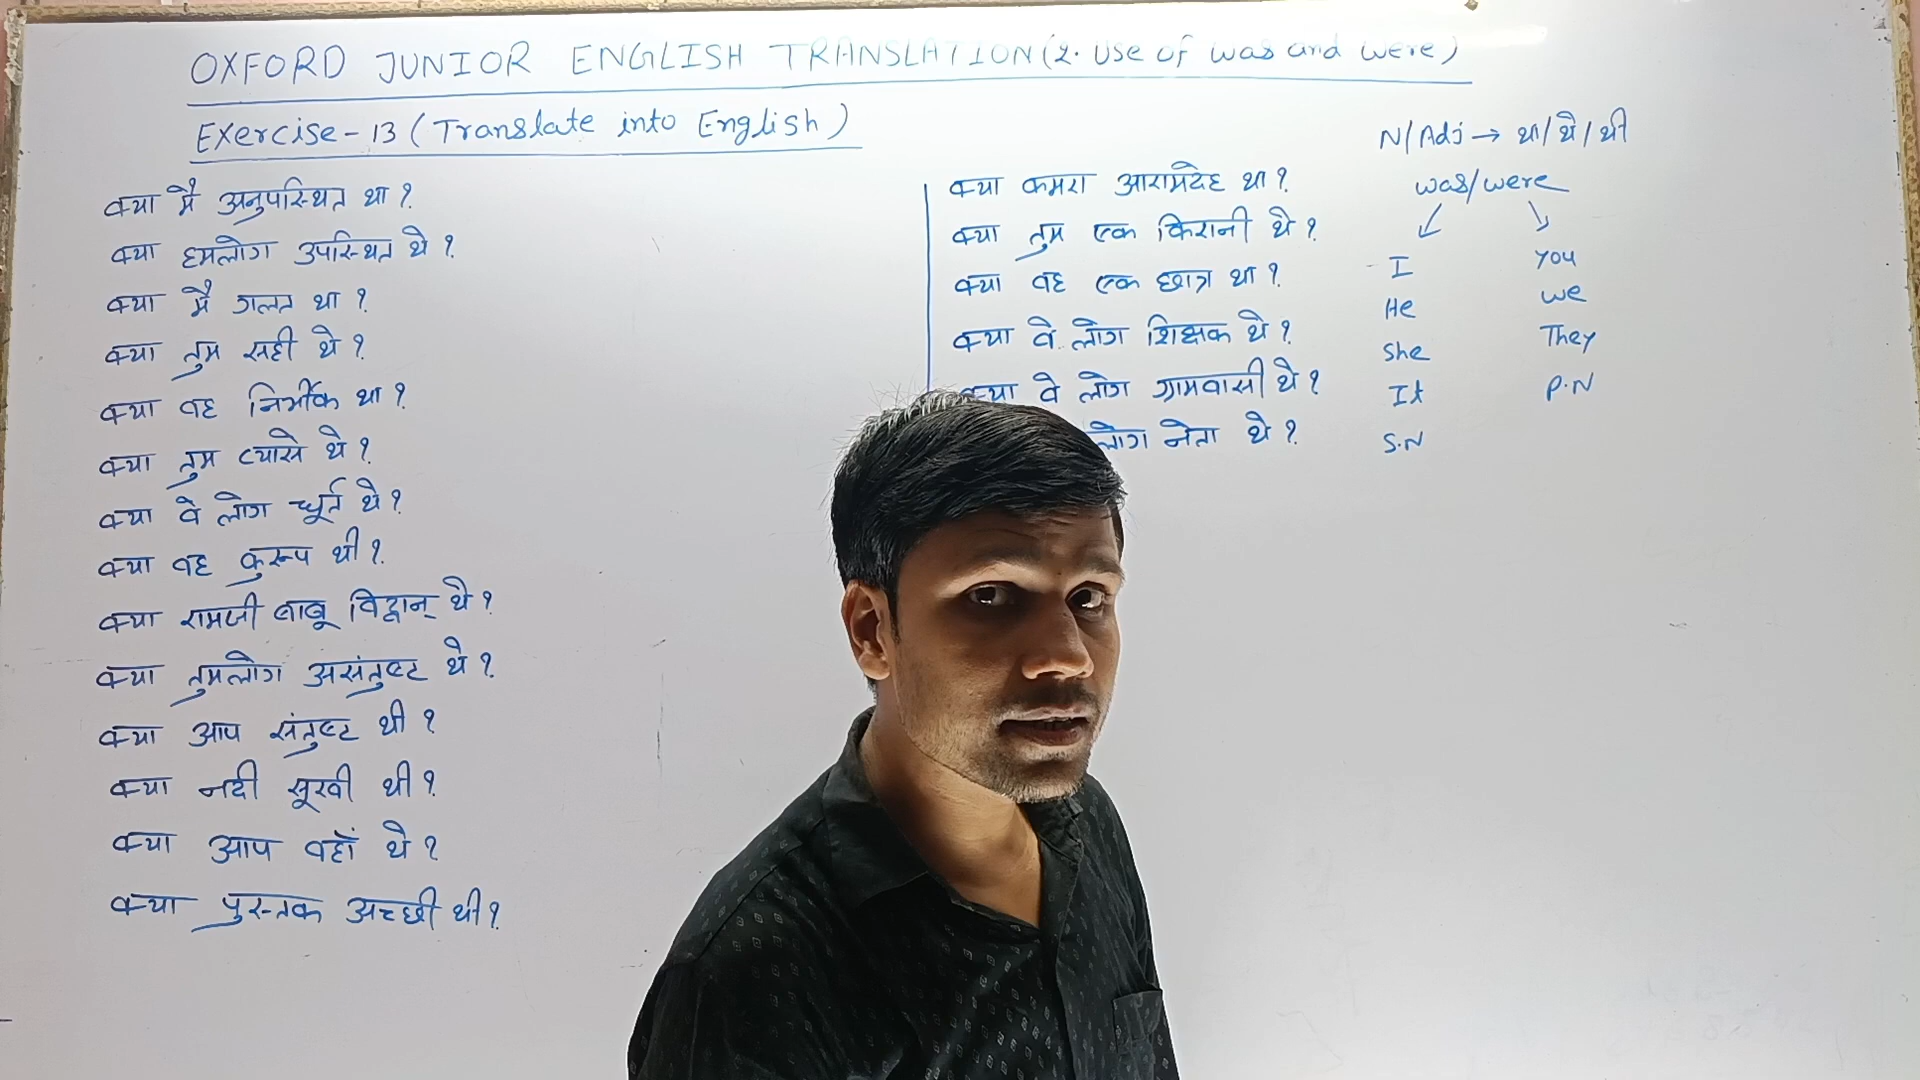 OXFORD JUNIOR ENGLISH TRANSLATION (2. Use of was and were)
Exercise-13 (Translate into English)
क्या मैं अनुपस्थित था ?
क्या हमलोग उपस्थित थे ?
क्या मैं गलत था ?
क्या तुम सही थे ?
क्या वह निर्भीक था ?
क्या तुम प्यासे थे ?
क्या वे लोग धूर्त थे ?
क्या वह कुरूप थी ?
क्या रामजी बाबू विद्वान् थे ?
क्या तुमलोग असंतुष्ट थे ?
क्या आप संतुष्ट थी ?
क्या नदी सूखी थी ?
क्या आप वहाँ थे ?
क्या पुस्तक अच्छी थी ?
क्या कमरा आरामदेह था ?
क्या तुम एक किरानी थे ?
क्या वह एक छात्र था ?
क्या वे लोग शिक्षक थे ?
क्या वे लोग ग्रामवासी थे ?
लोग नेता थे ?
N/Adj → था/थे/थी
was/were
I You
He We
She They
It P.N
S.N